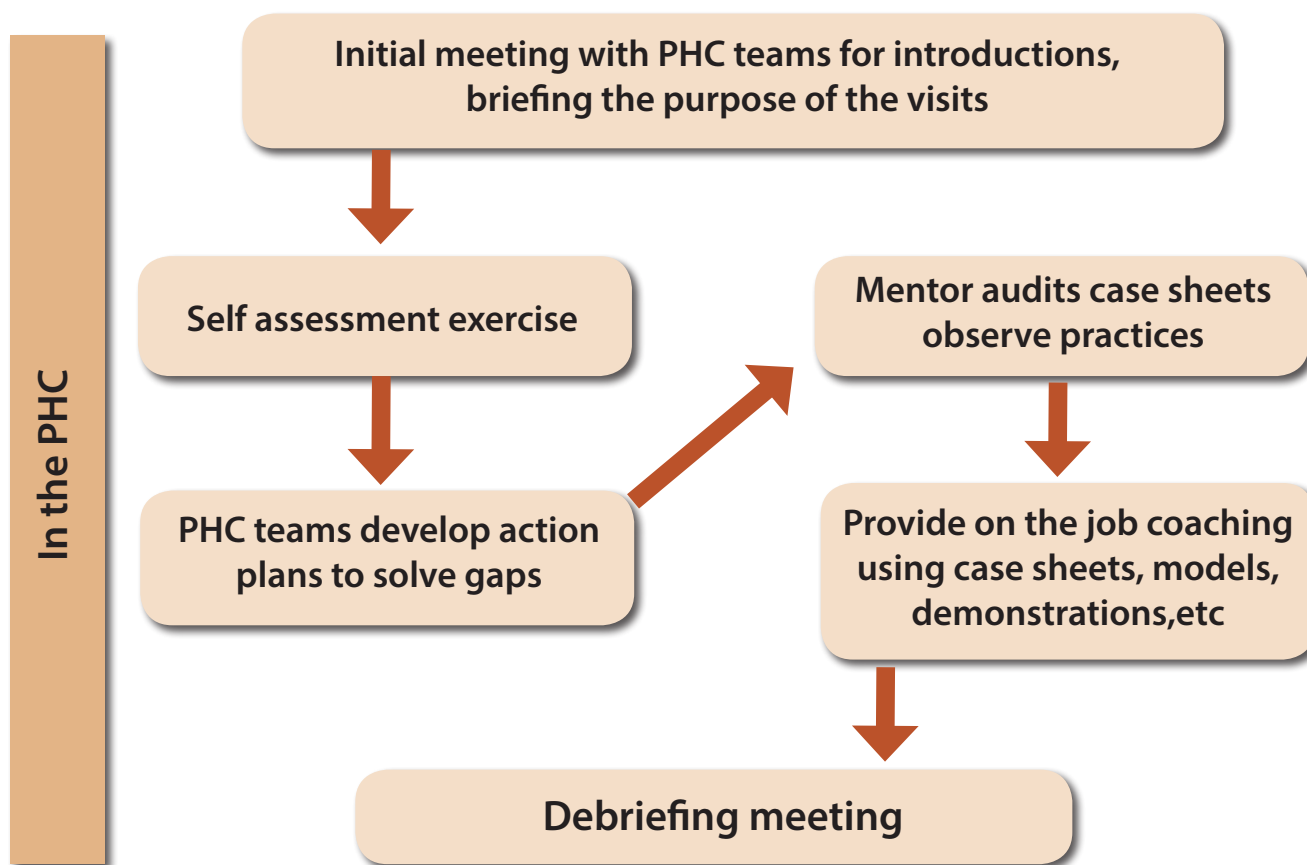 In the PHC
Initial meeting with PHC teams for introductions,
briefing the purpose of the visits
Self assessment exercise
PHC teams develop action
plans to solve gaps
Mentor audits case sheets
observe practices
Provide on the job coaching
using case sheets, models,
demonstrations,etc
Debriefing meeting